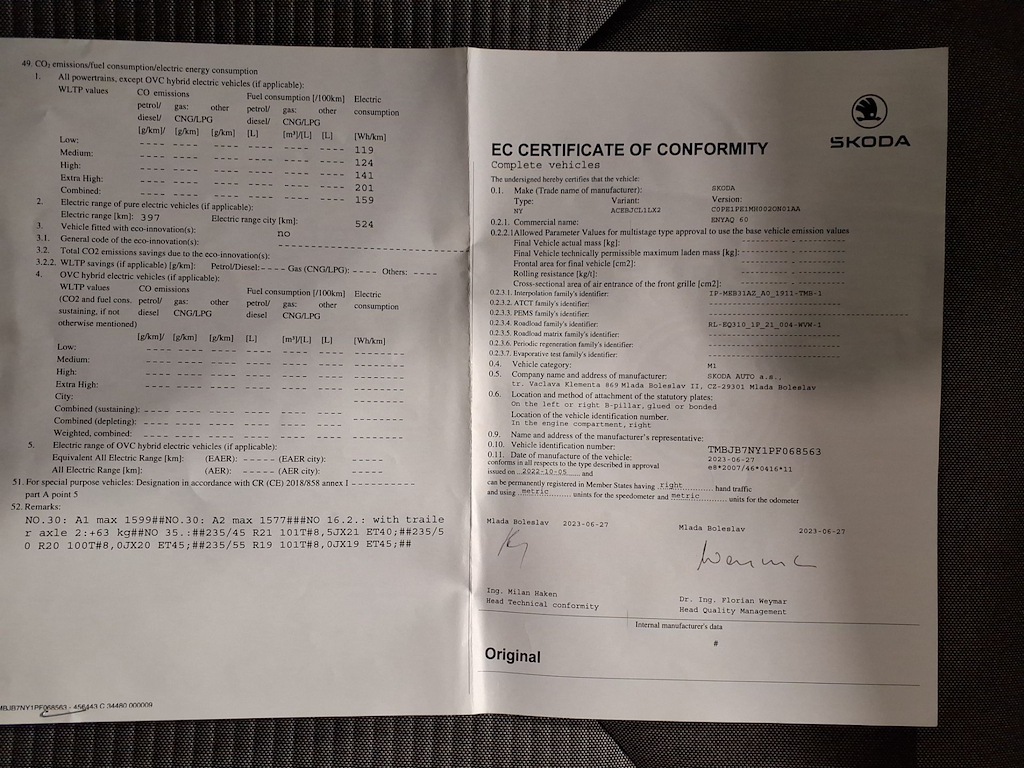 49. CO₂ emissions/fuel consumption/electric energy consumption
1. All powertrains, except OVC hybrid electric vehicles (if applicable):
WLTP values CO emissions Fuel consumption [/100km] Electric
petrol/ gas: other petrol/ gas: other consumption
diesel/ CNG/LPG diesel/ CNG/LPG
[g/km]/ [g/km] [g/km] [L] [m³]/[L] [L] [Wh/km]
Low: ---- ---- ---- ---- ---- ---- 119
Medium: ---- ---- ---- ---- ---- ---- 124
High: ---- ---- ---- ---- ---- ---- 141
Extra High: ---- ---- ---- ---- ---- ---- 201
Combined: ---- ---- ---- ---- ---- ---- 159
2. Electric range of pure electric vehicles (if applicable):
Electric range [km]: 397 Electric range city [km]: 524
3. Vehicle fitted with eco-innovation(s): no
3.1. General code of the eco-innovation(s):
3.2. Total CO2 emissions savings due to the eco-innovation(s):
3.2.2. WLTP savings (if applicable) [g/km]: Petrol/Diesel: ---- Gas (CNG/LPG): ---- Others: ----
4. OVC hybrid electric vehicles (if applicable):
WLTP values CO emissions Fuel consumption [/100km] Electric
(CO2 and fuel cons. petrol/ gas: other petrol/ gas: other consumption
sustaining, if not diesel CNG/LPG diesel CNG/LPG
otherwise mentioned)
[g/km]/ [g/km] [g/km] [L] [m³]/[L] [L] [Wh/km]
Low:
Medium:
High:
Extra High:
City:
Combined (sustaining):
Combined (depleting):
Weighted, combined:
5. Electric range of OVC hybrid electric vehicles (if applicable):
Equivalent All Electric Range [km]: (EAER): ----- (EAER city): -----
All Electric Range [km]: (AER): ----- (AER city): -----
51. For special purpose vehicles: Designation in accordance with CR (CE) 2018/858 annex I
part A point 5
52. Remarks:
NO.30: A1 max 1599##NO.30: A2 max 1577###NO 16.2.: with traile
r axle 2:+63 kg##NO 35.:##235/45 R21 101T#8,5JX21 ET40;##235/5
0 R20 100T#8,0JX20 ET45;##235/55 R19 101T#8,0JX19 ET45;##
MBJB7NY1PF068563 - 456443 C 34480 000009
SKODA
EC CERTIFICATE OF CONFORMITY
Complete vehicles
The undersigned hereby certifies that the vehicle:
0.1. Make (Trade name of manufacturer): SKODA
Type: Variant: Version:
NY ACEBJCL1LX2 C0PE1PE1MH002ON01AA
0.2.1. Commercial name: ENYAQ 60
0.2.2.1 Allowed Parameter Values for multistage type approval to use the base vehicle emission values
Final Vehicle actual mass [kg]:
Final Vehicle technically permissible maximum laden mass [kg]:
Frontal area for final vehicle [cm2]:
Rolling resistance [kg/t]:
Cross-sectional area of air entrance of the front grille [cm2]:
0.2.3.1. Interpolation family's identifier: IP-MEB31AZ_A0_1911-TMB-1
0.2.3.2. ATCT family's identifier:
0.2.3.3. PEMS family's identifier:
0.2.3.4. Roadload family's identifier: RL-EQ310_1P_21_004-WVW-1
0.2.3.5. Roadload matrix family's identifier:
0.2.3.6. Periodic regeneration family's identifier:
0.2.3.7. Evaporative test family's identifier:
0.4. Vehicle category: M1
0.5. Company name and address of manufacturer: SKODA AUTO a.s.,
tr. Vaclava Klementa 869 Mlada Boleslav II, CZ-29301 Mlada Boleslav
0.6. Location and method of attachment of the statutory plates:
On the left or right B-pillar, glued or bonded
Location of the vehicle identification number.
In the engine compartment, right
0.9. Name and address of the manufacturer's representative:
0.10. Vehicle identification number: TMBJB7NY1PF068563
0.11. Date of manufacture of the vehicle: 2023-06-27
conforms in all respects to the type described in approval e8*2007/46*0416*11
issued on 2022-10-05 and
can be permanently registered in Member States having right hand traffic
and using metric unints for the speedometer and metric units for the odometer
Mlada Boleslav 2023-06-27 Mlada Boleslav 2023-06-27
Ing. Milan Haken Dr. Ing. Florian Weymar
Head Technical conformity Head Quality Management
Internal manufacturer's data
#
Original